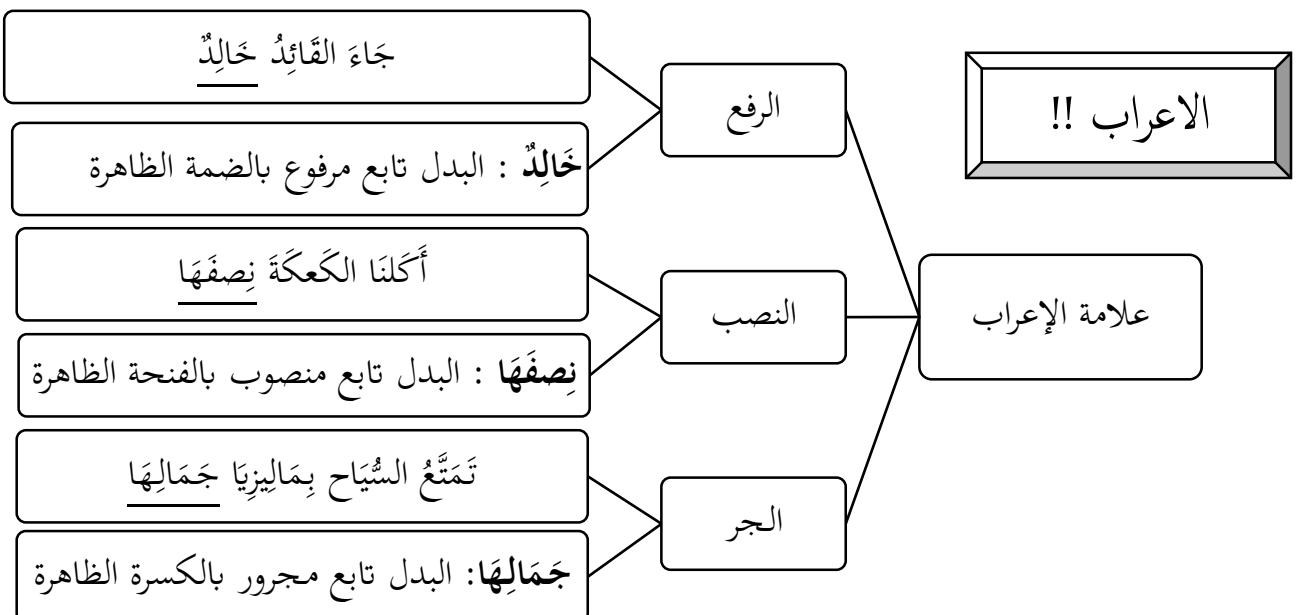 الاعراب !!
علامة الإعراب
الرفع
جَاءَ القَائِدُ خَالِدٌ
خَالِدٌ : البدل تابع مرفوع بالضمة الظاهرة
النصب
أَكَلنَا الكَعكَةَ نِصفَهَا
نِصفَهَا : البدل تابع منصوب بالفنحة الظاهرة
الجر
تَمَتَّعُ السُّيَاح بِمَالِيزِيَا جَمَالِهَا
جَمَالِهَا: البدل تابع مجرور بالكسرة الظاهرة